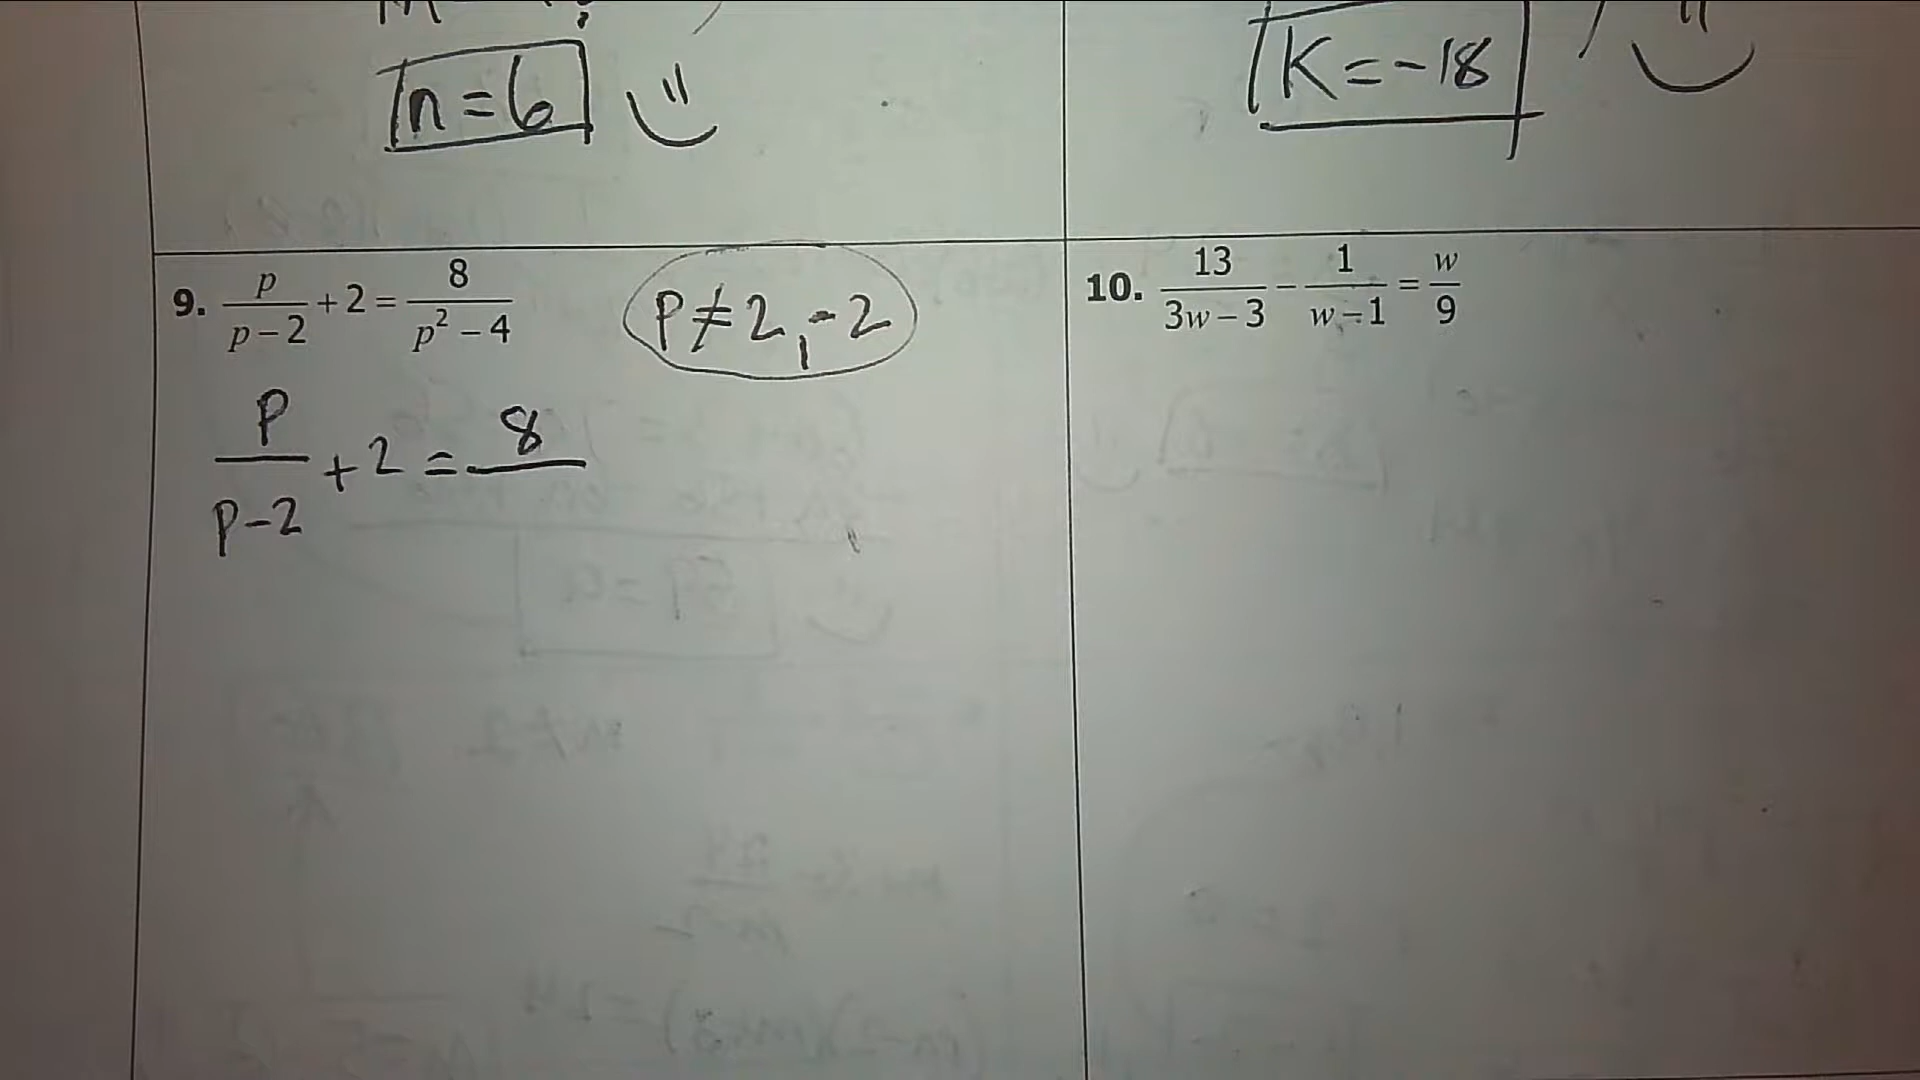 n=6
K=-18
9. p/(p-2) + 2 = 8/(p² - 4)
P≠2,-2
P/(p-2) + 2 = 8/
10. 13/(3w-3) - 1/(w-1) = w/9